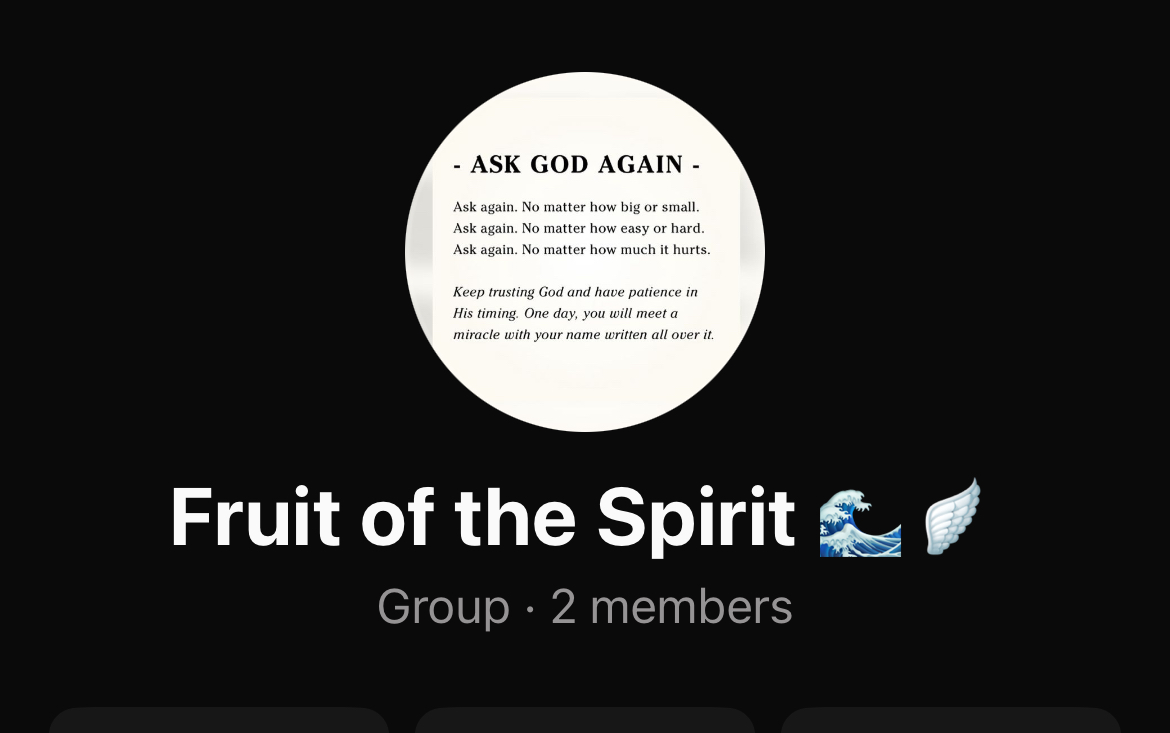 - ASK GOD AGAIN -
Ask again. No matter how big or small.
Ask again. No matter how easy or hard.
Ask again. No matter how much it hurts.
Keep trusting God and have patience in
His timing. One day, you will meet a
miracle with your name written all over it.
Fruit of the Spirit 🌊 🪽
Group · 2 members